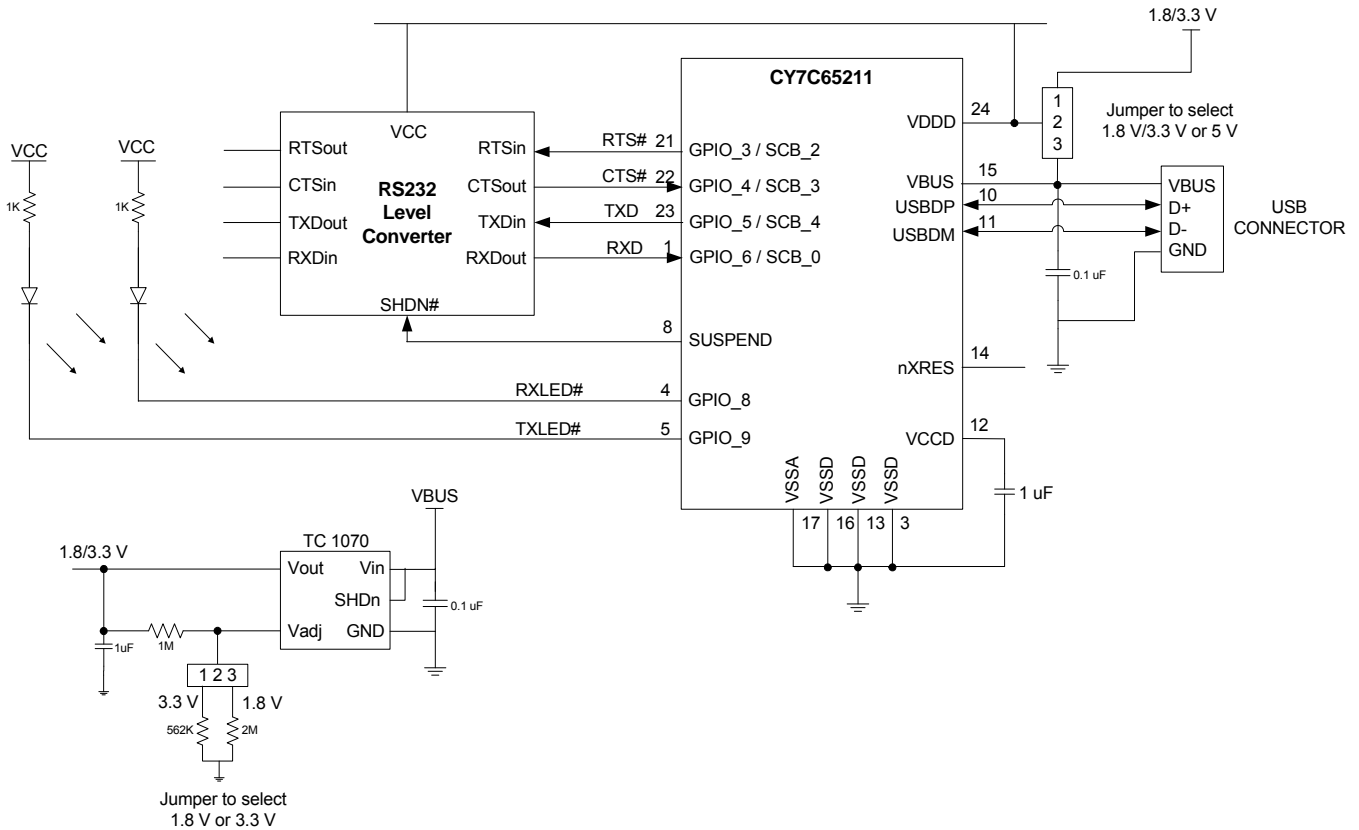 1.8/3.3 V
CY7C65211
VDDD
24
1
2
3
Jumper to select
1.8 V/3.3 V or 5 V
VCC
VCC
1K
1K
VCC
RTSout
CTSin
TXDout
RXDin
RS232
Level
Converter
RTSin
CTSout
TXDin
RXDout
SHDN#
RTS# 21
CTS# 22
TXD 23
RXD 1
GPIO_3 / SCB_2
GPIO_4 / SCB_3
GPIO_5 / SCB_4
GPIO_6 / SCB_0
8
SUSPEND
RXLED# 4
GPIO_8
TXLED# 5
GPIO_9
VBUS
15
USBDP
10
USBDM
11
VBUS
D+
D-
GND
USB
CONNECTOR
0.1 uF
nXRES
14
VCCD
12
1 uF
VSSA
VSSD
VSSD
VSSD
17
16
13
3
VBUS
TC 1070
1.8/3.3 V
Vout
Vin
SHDn
Vadj
GND
0.1 uF
1uF
1M
1 2 3
3.3 V
1.8 V
562K
2M
Jumper to select
1.8 V or 3.3 V